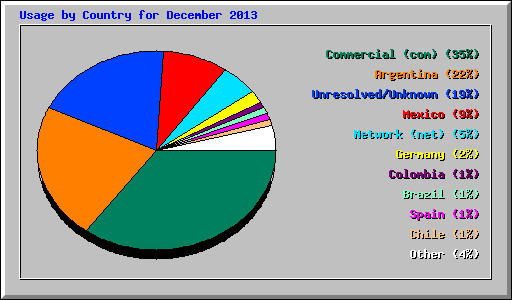 Usage by Country for December 2013
Commercial (com) (35%)
Argentina (22%)
Unresolved/Unknown (19%)
Mexico (9%)
Network (net) (5%)
Germany (2%)
Colombia (1%)
Brazil (1%)
Spain (1%)
Chile (1%)
Other (4%)